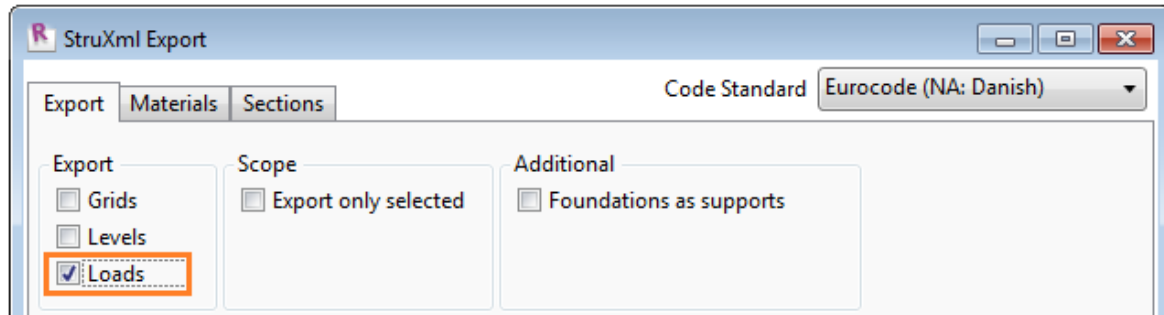 StruXml Export
Code Standard Eurocode (NA: Danish)
Export Materials Sections
Export Scope Additional
Grids Export only selected Foundations as supports
Levels
Loads